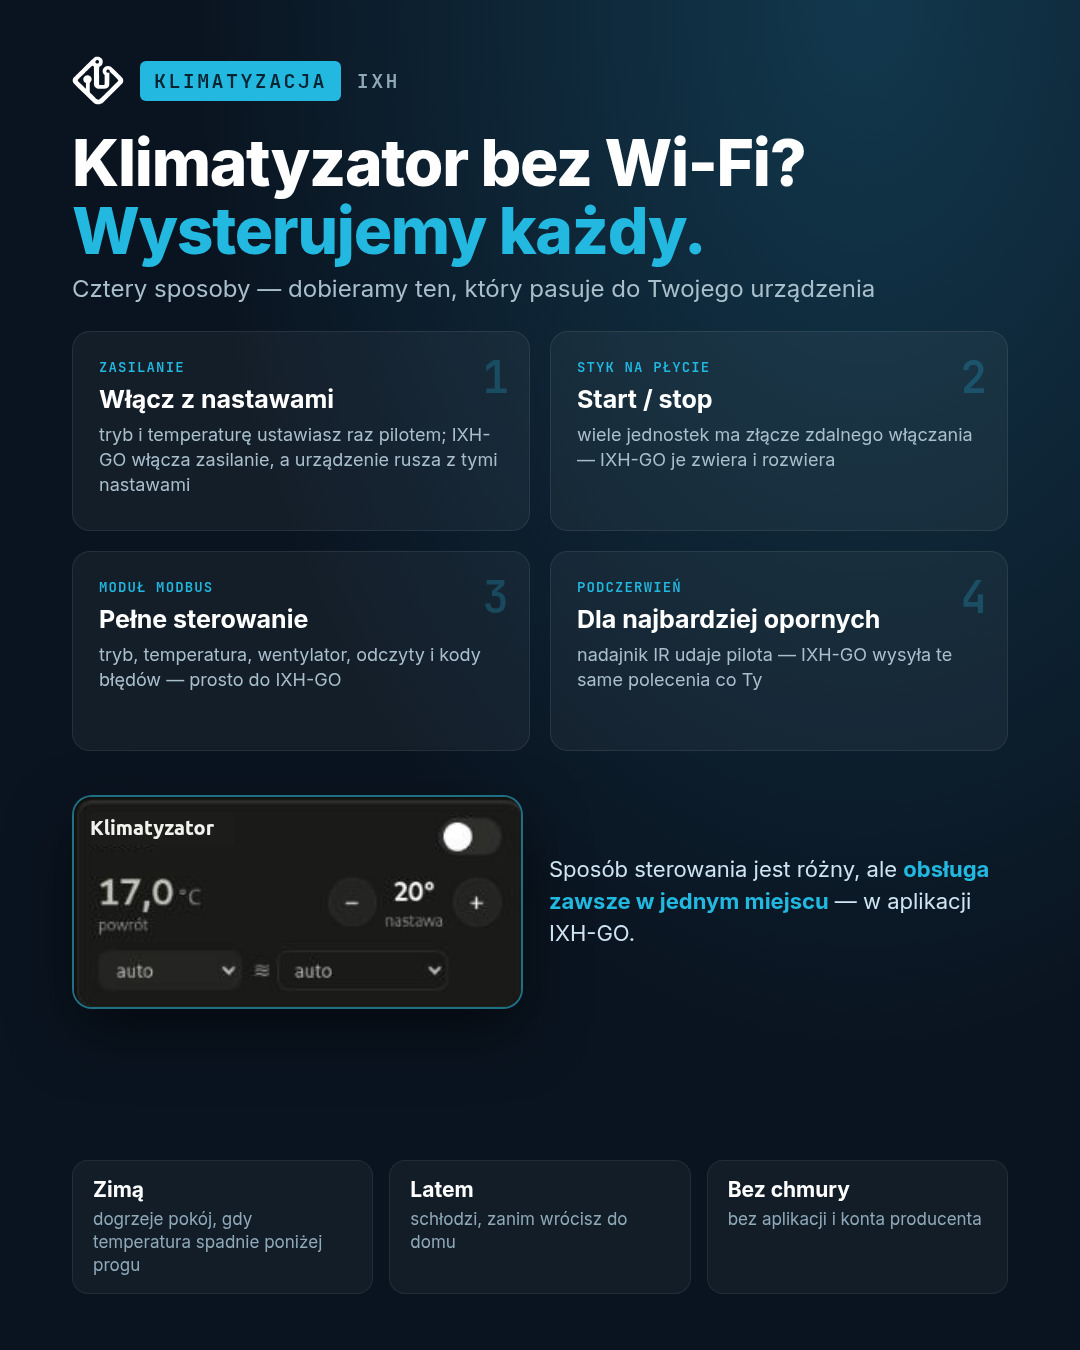 KLIMATYZACJA IXH
Klimatyzator bez Wi-Fi?
Wysterujemy każdy.
Cztery sposoby — dobieramy ten, który pasuje do Twojego urządzenia
ZASILANIE
1
Włącz z nastawami
tryb i temperaturę ustawiasz raz pilotem; IXH-
GO włącza zasilanie, a urządzenie rusza z tymi
nastawami
STYK NA PŁYCIE
2
Start / stop
wiele jednostek ma złącze zdalnego włączania
— IXH-GO je zwiera i rozwiera
MODUŁ MODBUS
3
Pełne sterowanie
tryb, temperatura, wentylator, odczyty i kody
błędów — prosto do IXH-GO
PODCZERWIEŃ
4
Dla najbardziej opornych
nadajnik IR udaje pilota — IXH-GO wysyła te
same polecenia co Ty
Klimatyzator
17,0 °C
powrót
− 20° +
nastawa
auto ≋ auto
Sposób sterowania jest różny, ale obsługa
zawsze w jednym miejscu — w aplikacji
IXH-GO.
Zimą
dogrzeje pokój, gdy
temperatura spadnie poniżej
progu
Latem
schłodzi, zanim wrócisz do
domu
Bez chmury
bez aplikacji i konta producenta